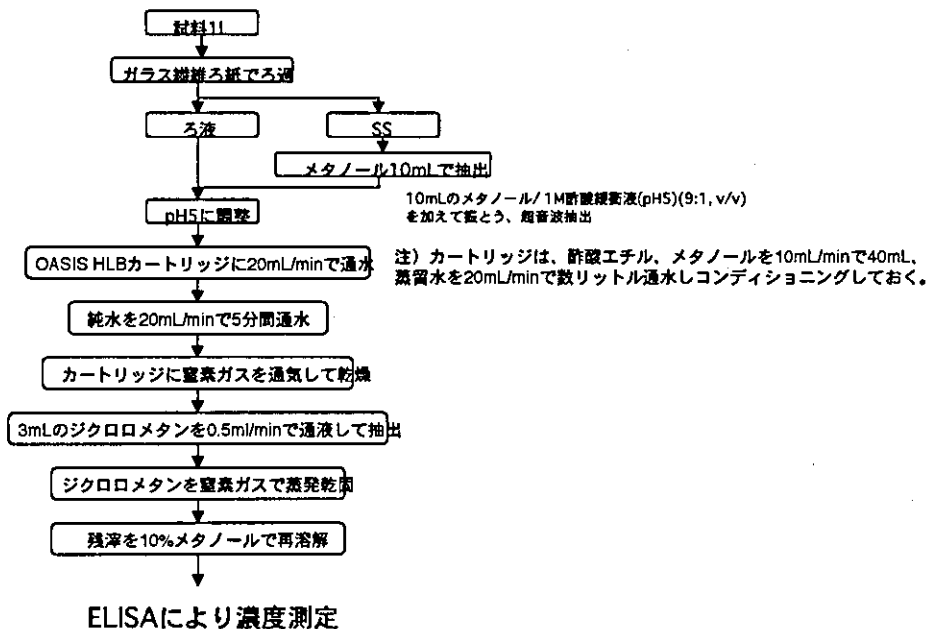 試料1l
ガラス繊維ろ紙でろ過
ろ液
SS
メタノール10mLで抽出
10mLのメタノール/ 1M酢酸緩衝液(pH5)(9:1, v/v)
を加えて振とう、超音波抽出
pH5に調整
OASIS HLBカートリッジに20mL/minで通水
注）カートリッジは、酢酸エチル、メタノールを10mL/minで40mL、
蒸留水を20mL/minで数リットル通水しコンディショニングしておく。
純水を20mL/minで5分間通水
カートリッジに窒素ガスを通気して乾燥
3mLのジクロロメタンを0.5ml/minで通液して抽出
ジクロロメタンを窒素ガスで蒸発乾固
残滓を10%メタノールで再溶解
ELISAにより濃度測定